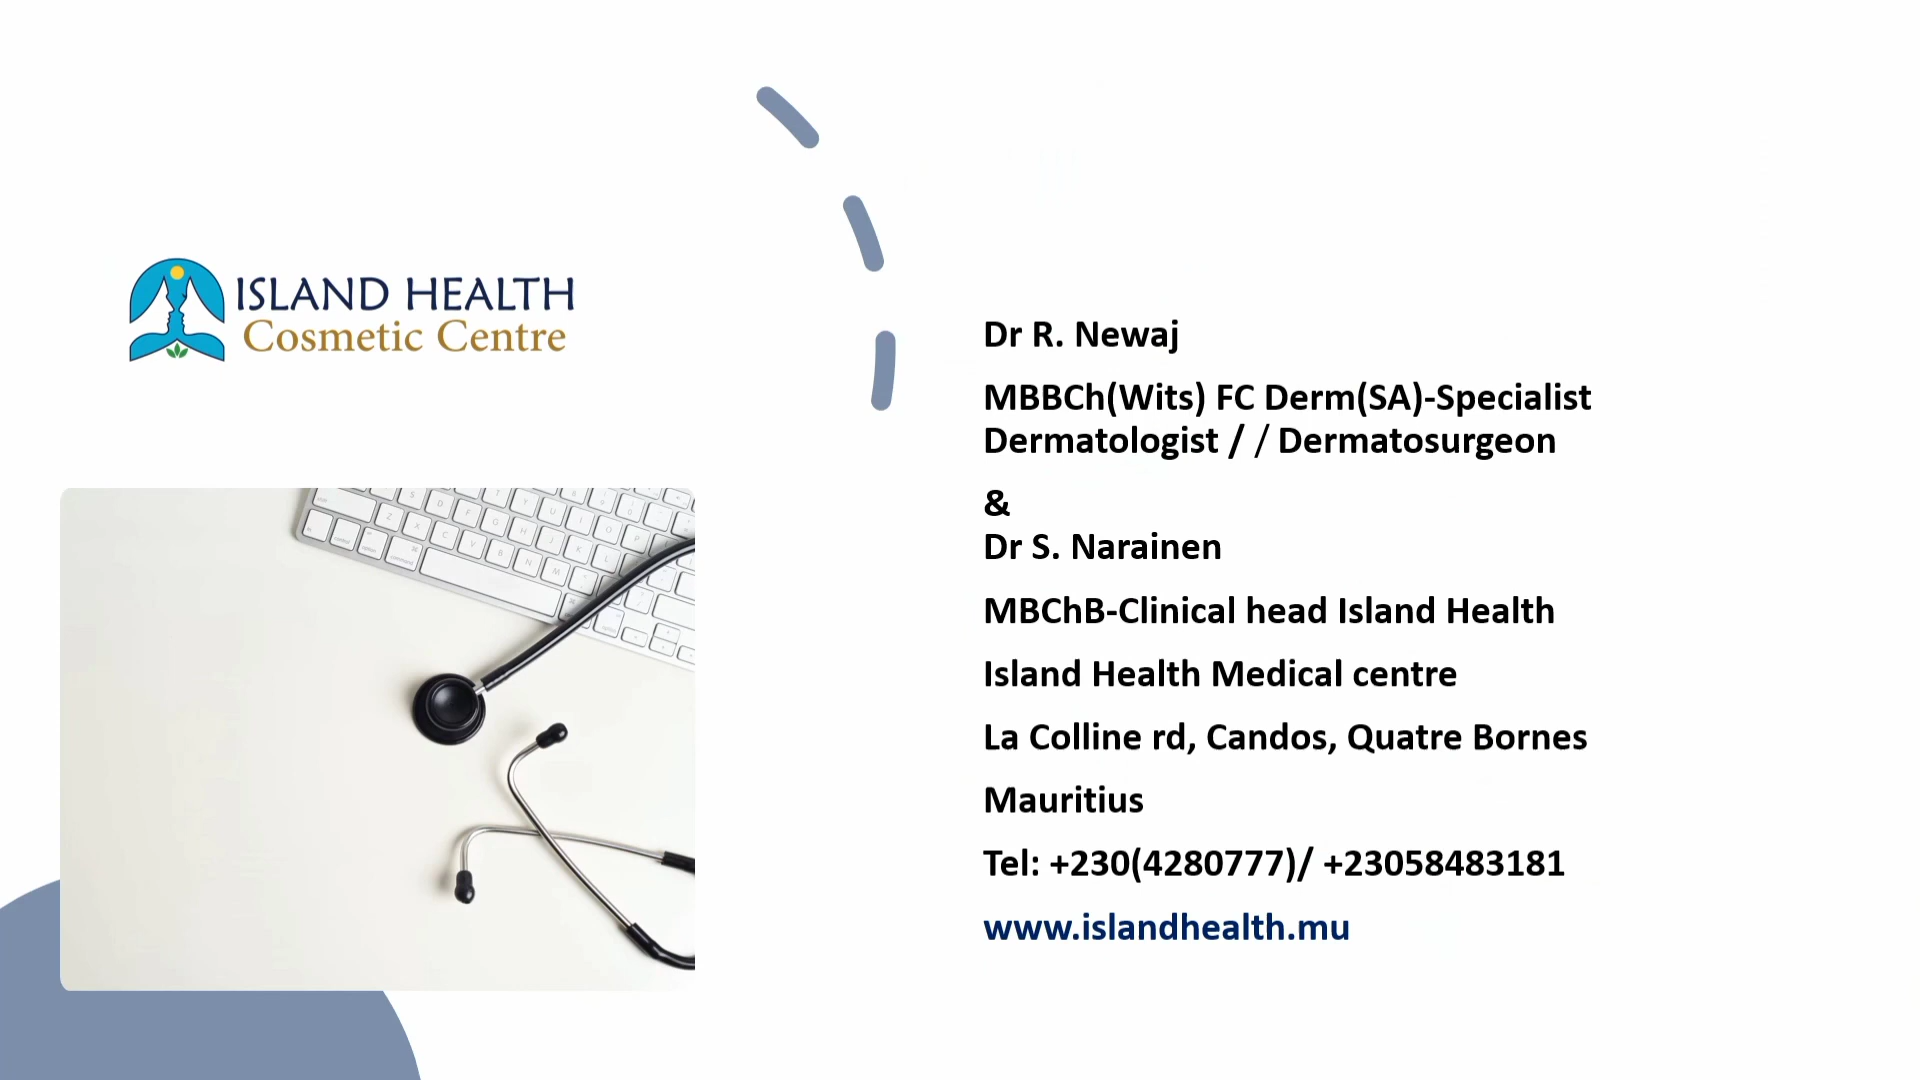 ISLAND HEALTH
Cosmetic Centre
Dr R. Newaj
MBBCh(Wits) FC Derm(SA)-Specialist
Dermatologist / / Dermatosurgeon
&
Dr S. Narainen
MBChB-Clinical head Island Health
Island Health Medical centre
La Colline rd, Candos, Quatre Bornes
Mauritius
Tel: +230(4280777)/ +23058483181
www.islandhealth.mu